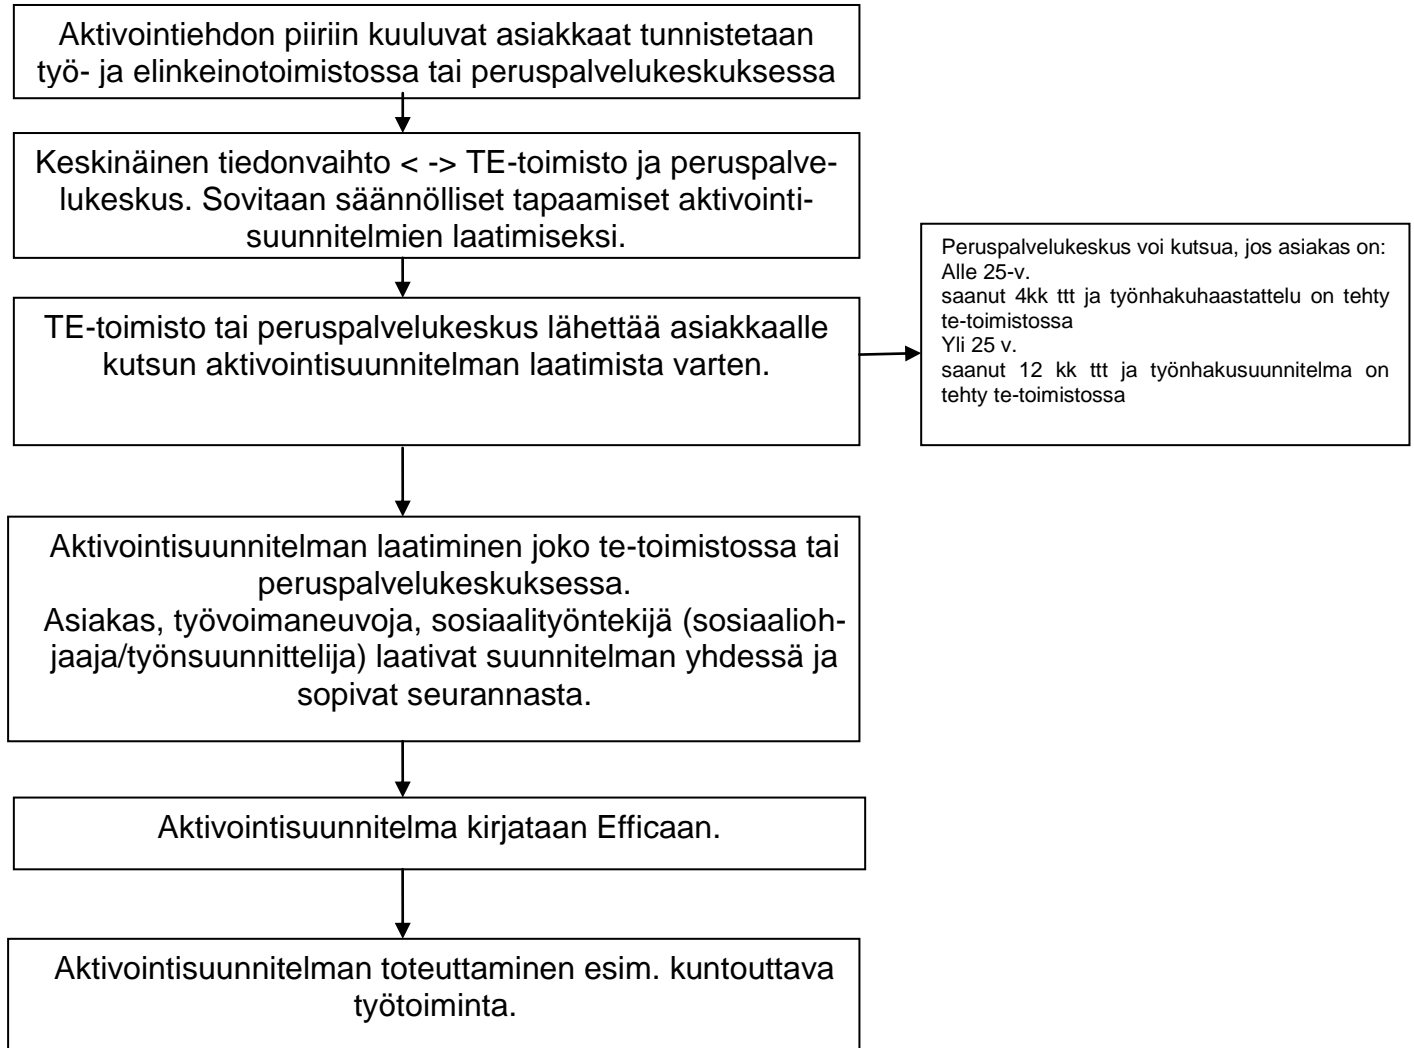 Aktivointiehdon piiriin kuuluvat asiakkaat tunnistetaan
työ- ja elinkeinotoimistossa tai peruspalvelukeskuksessa
Keskinäinen tiedonvaihto < -> TE-toimisto ja peruspalve-
lukeskus. Sovitaan säännölliset tapaamiset aktivointi-
suunnitelmien laatimiseksi.
TE-toimisto tai peruspalvelukeskus lähettää asiakkaalle
kutsun aktivointisuunnitelman laatimista varten.
Peruspalvelukeskus voi kutsua, jos asiakas on:
Alle 25-v.
saanut 4kk ttt ja työnhakuhaastattelu on tehty
te-toimistossa
Yli 25 v.
saanut 12 kk ttt ja työnhakusuunnitelma on
tehty te-toimistossa
Aktivointisuunnitelman laatiminen joko te-toimistossa tai
peruspalvelukeskuksessa.
Asiakas, työvoimaneuvoja, sosiaalityöntekijä (sosiaalioh-
jaaja/työnsuunnittelija) laativat suunnitelman yhdessä ja
sopivat seurannasta.
Aktivointisuunnitelma kirjataan Efficaan.
Aktivointisuunnitelman toteuttaminen esim. kuntouttava
työtoiminta.